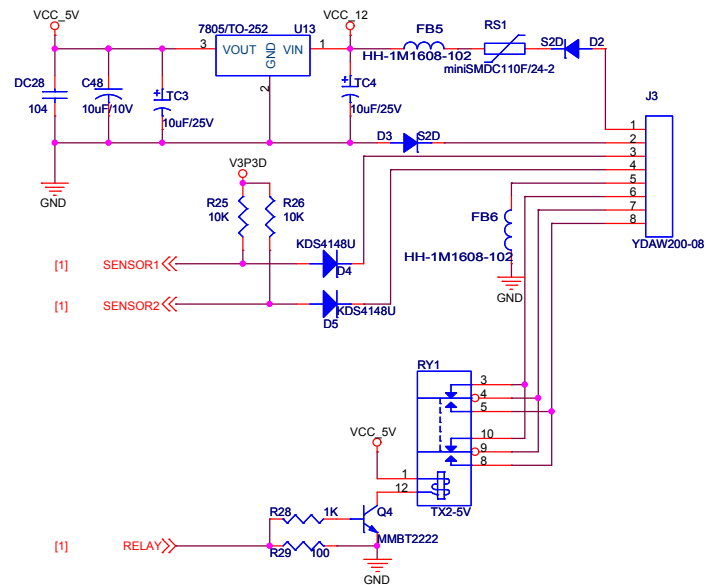 VCC_5V
7805/TO-252
U13
VCC_12
FB5
RS1
S2D
D2
3
VOUT
VIN
1
GND
2
HH-1M1608-102
miniSMDC110F/24-2
DC28
104
C48
10uF/10V
TC3
10uF/25V
TC4
10uF/25V
J3
D3
S2D
1
2
3
4
5
6
7
8
YDAW200-08
GND
V3P3D
R25
10K
R26
10K
FB6
HH-1M1608-102
GND
KDS4148U
D4
[1]
SENSOR1
[1]
SENSOR2
KDS4148U
D5
RY1
3
4
5
10
9
8
VCC_5V
1
12
TX2-5V
R28
1K
Q4
MMBT2222
[1]
RELAY
R29
100
GND